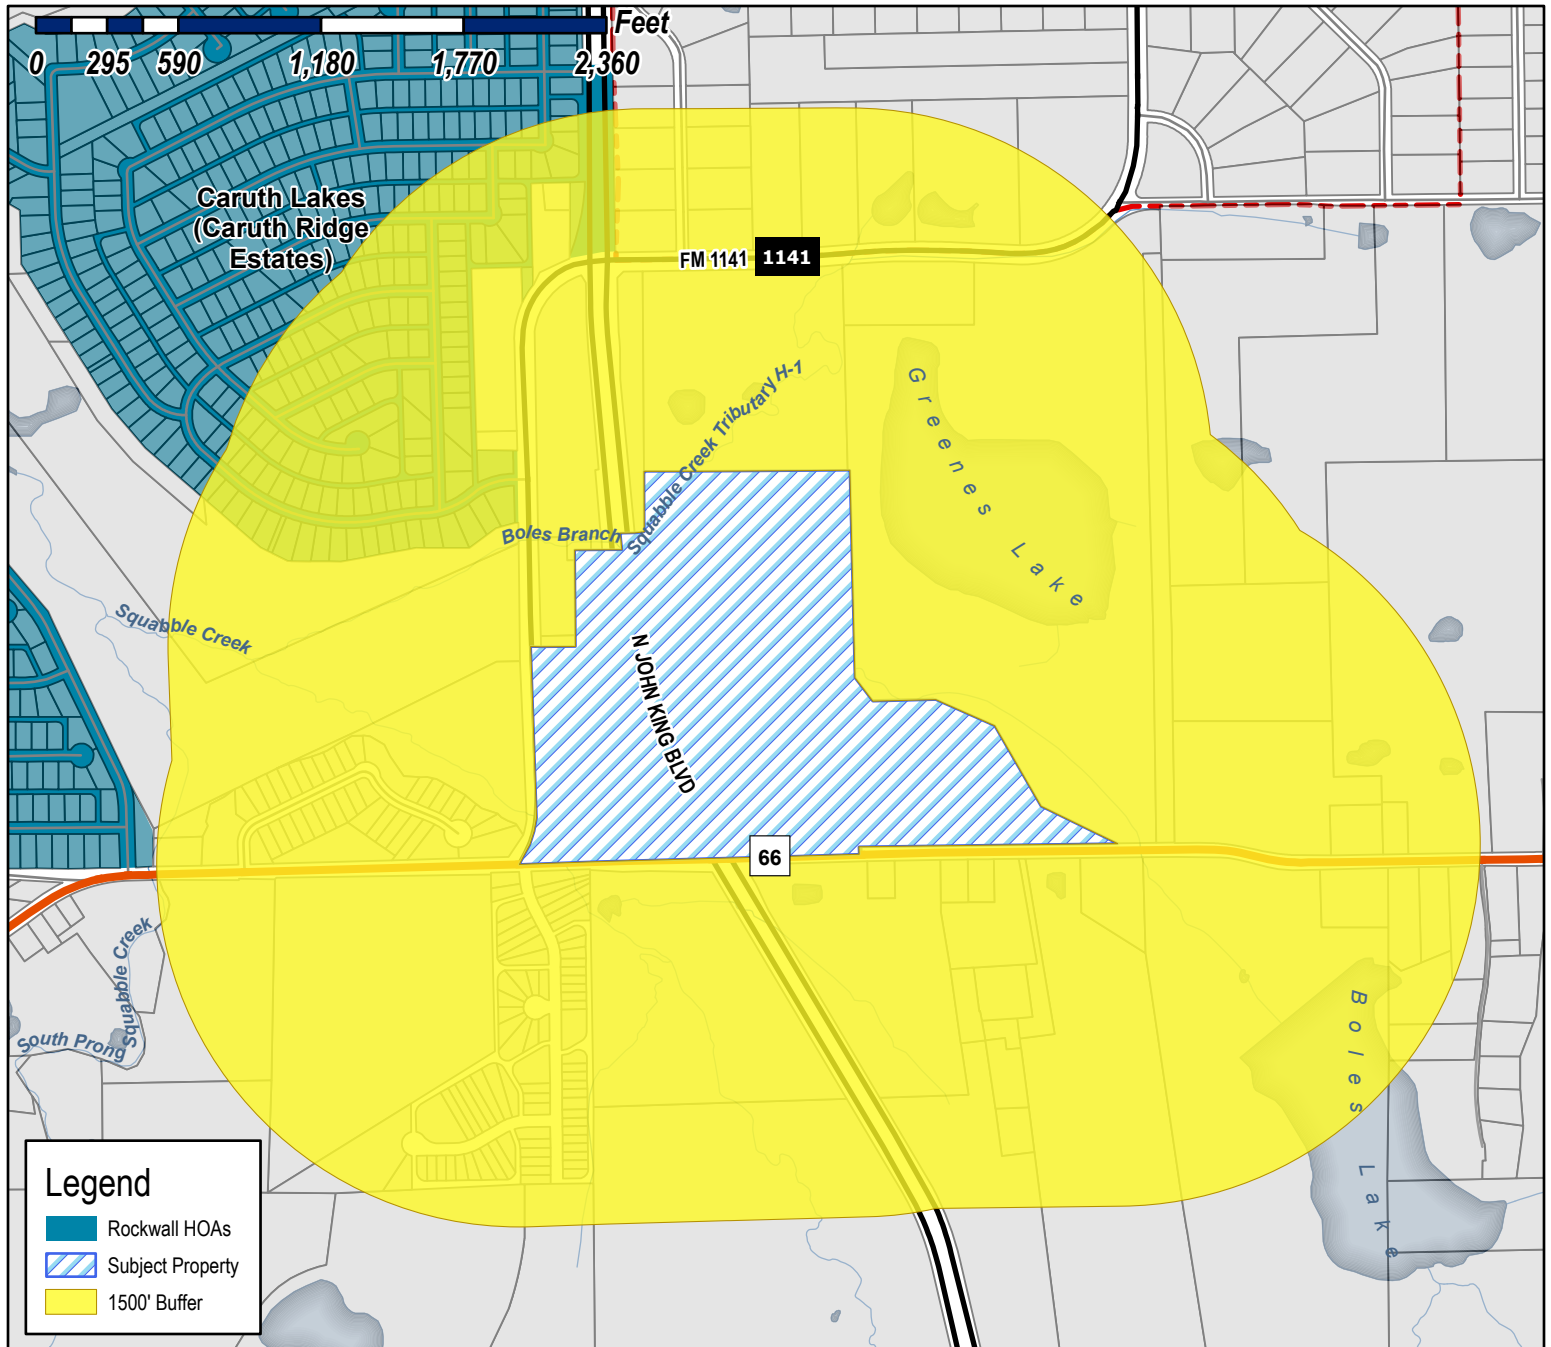 Feet
0 295 590 1,180 1,770 2,360
Caruth Lakes
(Caruth Ridge
Estates)
FM 1141 1141
Squabble Creek Tributary H-1
Greenes Lake
Boles Branch
Squabble Creek
N JOHN KING BLVD
66
Squabble Creek
South Prong
Boles Lake
Legend
Rockwall HOAs
Subject Property
1500' Buffer